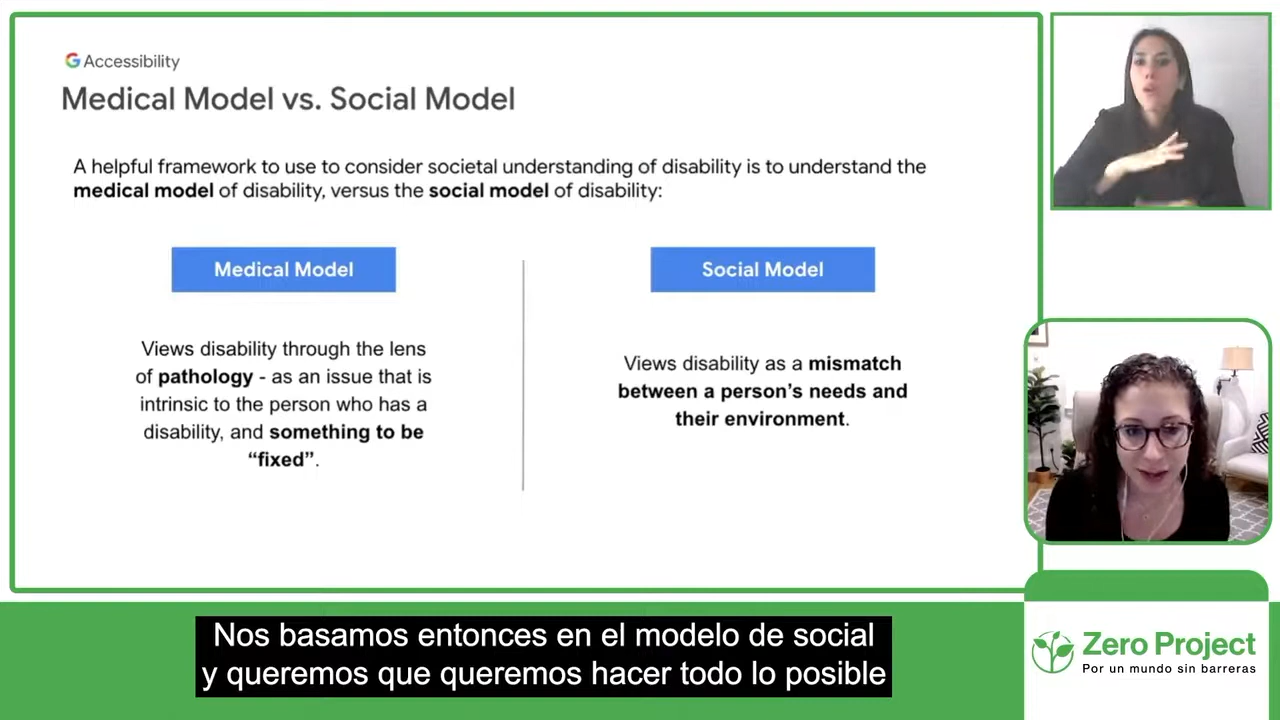 G Accessibility
Medical Model vs. Social Model
A helpful framework to use to consider societal understanding of disability is to understand the
medical model of disability, versus the social model of disability:
Medical Model
Views disability through the lens
of pathology - as an issue that is
intrinsic to the person who has a
disability, and something to be
“fixed”.
Social Model
Views disability as a mismatch
between a person’s needs and
their environment.
Nos basamos entonces en el modelo de social
y queremos que queremos hacer todo lo posible
Zero Project
Por un mundo sin barreras